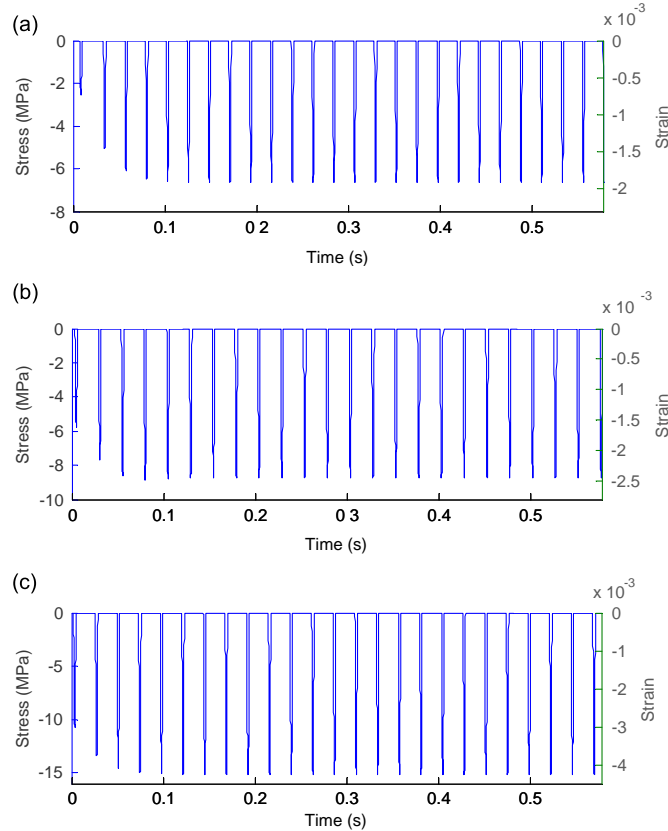 (a)
x 10⁻³
0
-2
-4
-6
-8
Stress (MPa)
0
-0.5
-1
-1.5
-2
Strain
0 0.1 0 2 0.3 0.4 0.5
Time (s)
(b)
x 10⁻³
0
-2
-4
-6
-8
-10
Stress (MPa)
0
-0.5
-1
-1.5
-2
-2.5
Strain
0 0.1 0.2 0 3 0.4 0.5
Time (s)
(c)
x 10⁻³
0
-5
-10
-15
Stress (MPa)
0
-1
-2
-3
-4
Strain
0 0.1 0.2 0.3 0.4 0.5
Time (s)